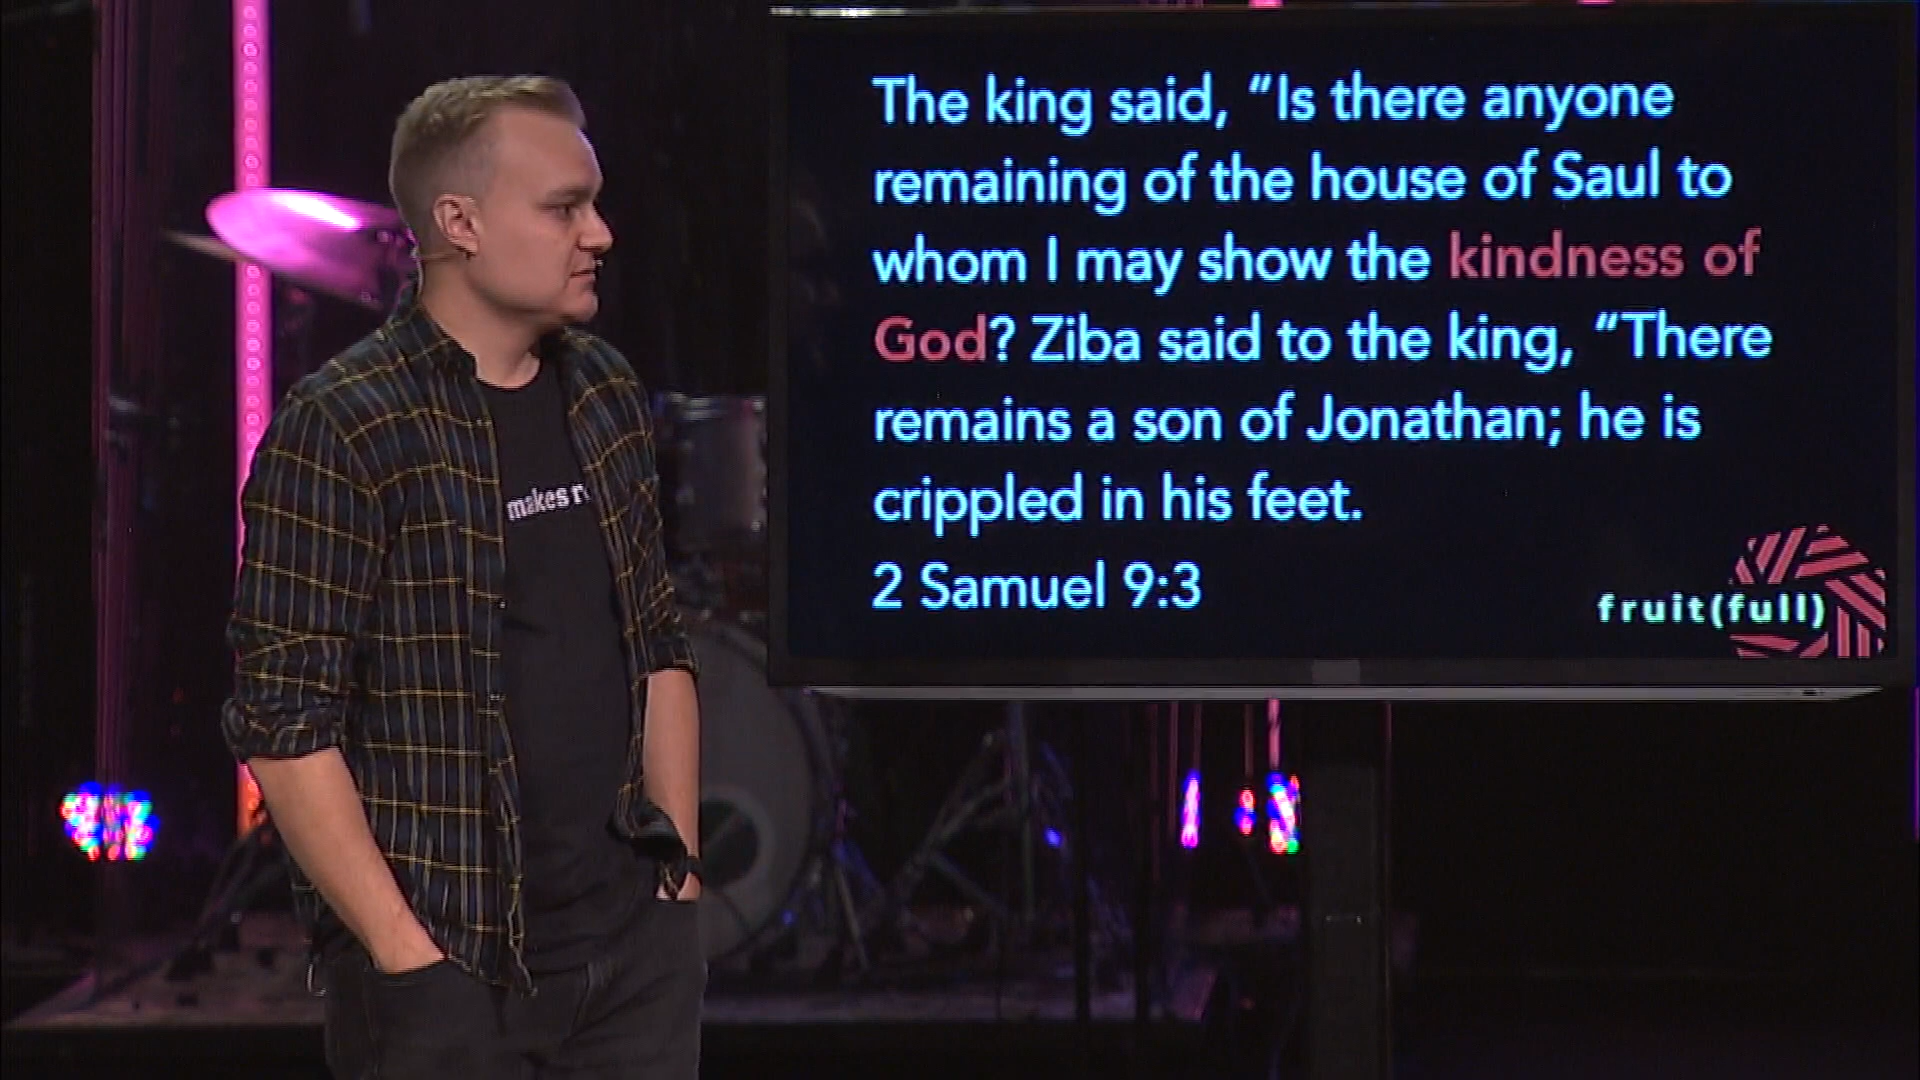 The king said, “Is there anyone
remaining of the house of Saul to
whom I may show the kindness of
God? Ziba said to the king, “There
remains a son of Jonathan; he is
crippled in his feet.
2 Samuel 9:3
fruit(full)
makes